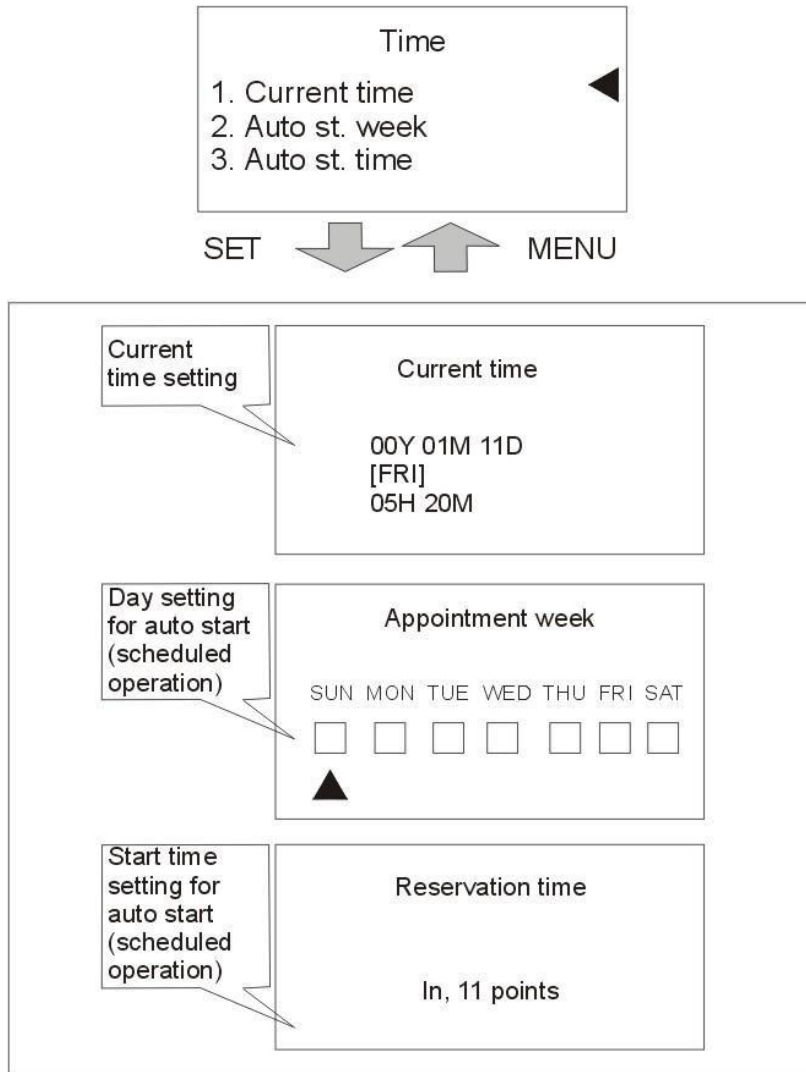 Time
1. Current time
2. Auto st. week
3. Auto st. time
SET
MENU
Current
time setting
Current time
00Y 01M 11D
[FRI]
05H 20M
Day setting
for auto start
(scheduled
operation)
Appointment week
SUN MON TUE WED THU FRI SAT
Start time
setting for
auto start
(scheduled
operation)
Reservation time
In, 11 points